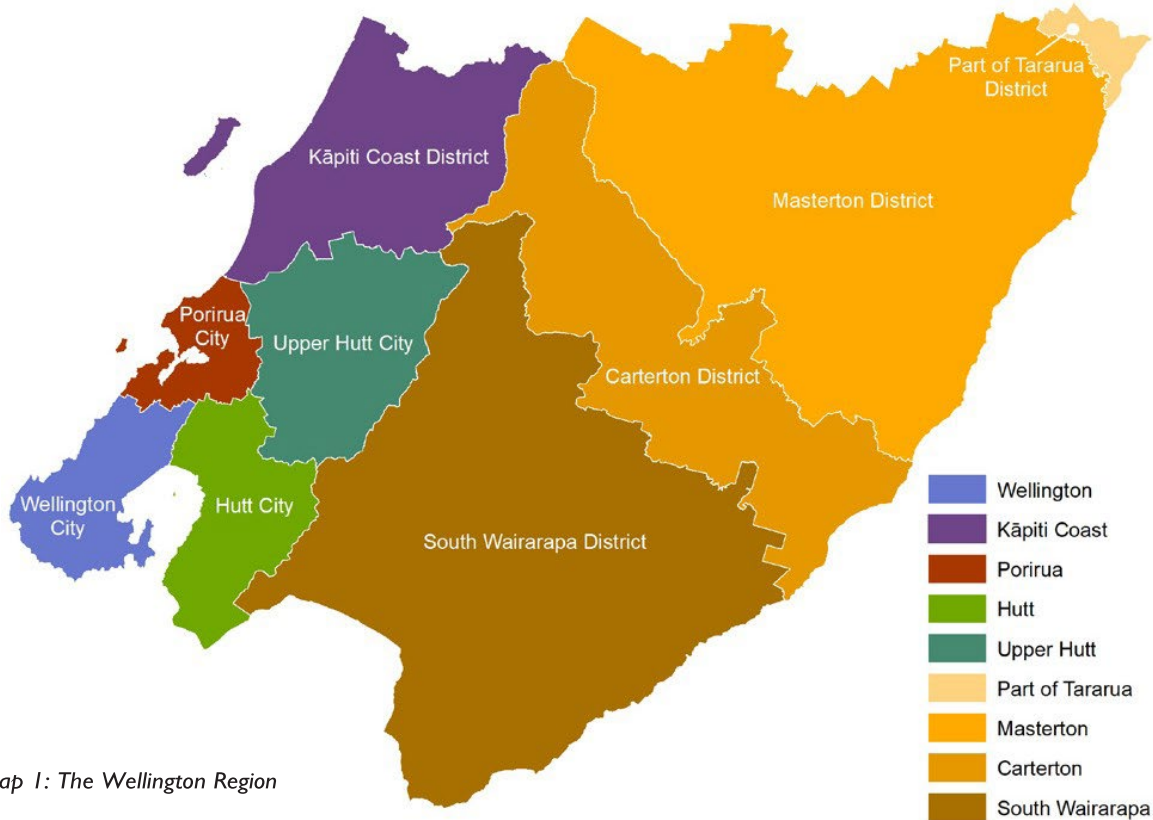 Part of Tararua
District
Kāpiti Coast District
Masterton District
Porirua
City
Upper Hutt City
Carterton District
Wellington
City
Hutt City
South Wairarapa District
Wellington
Kāpiti Coast
Porirua
Hutt
Upper Hutt
Part of Tararua
Masterton
Carterton
South Wairarapa
ap 1: The Wellington Region